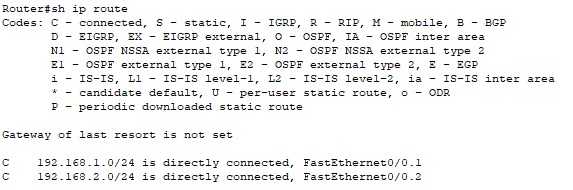 Router#sh ip route
Codes: C - connected, S - static, I - IGRP, R - RIP, M - mobile, B - BGP
       D - EIGRP, EX - EIGRP external, O - OSPF, IA - OSPF inter area
       N1 - OSPF NSSA external type 1, N2 - OSPF NSSA external type 2
       E1 - OSPF external type 1, E2 - OSPF external type 2, E - EGP
       i - IS-IS, L1 - IS-IS level-1, L2 - IS-IS level-2, ia - IS-IS inter area
       * - candidate default, U - per-user static route, o - ODR
       P - periodic downloaded static route

Gateway of last resort is not set

C    192.168.1.0/24 is directly connected, FastEthernet0/0.1
C    192.168.2.0/24 is directly connected, FastEthernet0/0.2